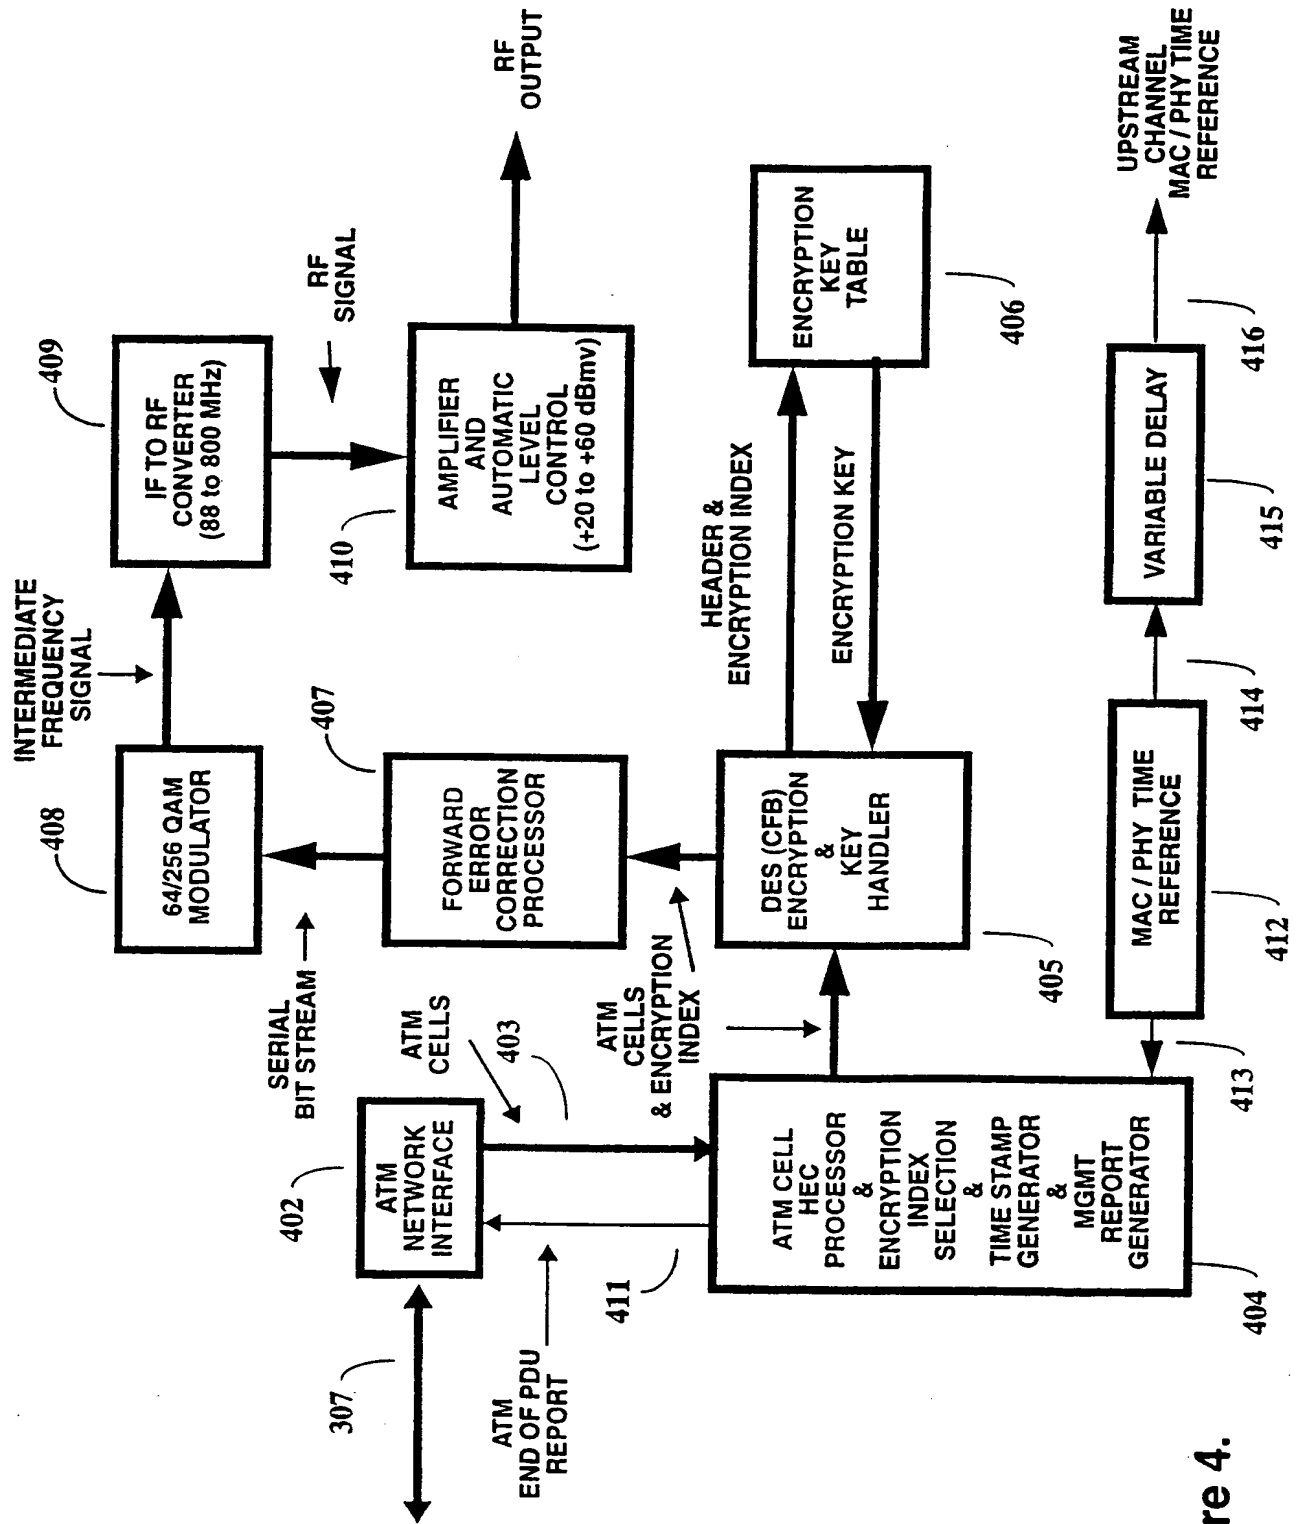 409
408
IF TO RF
CONVERTER
(88 to 800 MHz)
INTERMEDIATE
FREQUENCY
SIGNAL
64/256 QAM
MODULATOR
RF
SIGNAL
RF
OUTPUT
AMPLIFIER
AND
AUTOMATIC
LEVEL
CONTROL
(+20 to +60 dBmv)
410
407
FORWARD
ERROR
CORRECTION
PROCESSOR
SERIAL
BIT STREAM
ATM
CELLS
403
402
ATM
NETWORK
INTERFACE
307
ATM
END OF PDU
REPORT
411
ATM
CELLS
& ENCRYPTION
INDEX
DES (CFB)
ENCRYPTION
&
KEY
HANDLER
405
HEADER &
ENCRYPTION INDEX
ENCRYPTION KEY
ENCRYPTION
KEY
TABLE
406
ATM CELL
HEC
PROCESSOR
&
ENCRYPTION
INDEX
SELECTION
&
TIME STAMP
GENERATOR
&
MGMT
REPORT
GENERATOR
404
413
MAC / PHY TIME
REFERENCE
412
414
VARIABLE DELAY
415
416
UPSTREAM
CHANNEL
MAC / PHY TIME
REFERENCE
re 4.